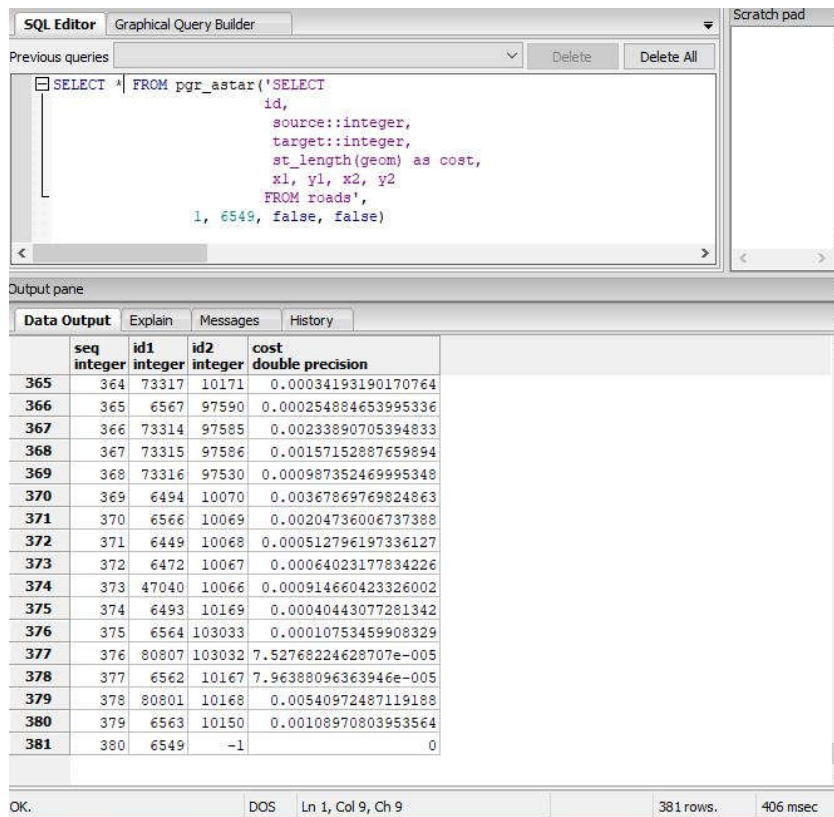 SQL Editor Graphical Query Builder
Scratch pad
Previous queries Delete Delete All
SELECT * FROM pgr_astar('SELECT
id,
source::integer,
target::integer,
st_length(geom) as cost,
x1, y1, x2, y2
FROM roads',
1, 6549, false, false)
Output pane
Data Output Explain Messages History
seq id1 id2 cost
integer integer integer double precision
365 364 73317 10171 0.00034193190170764
366 365 6567 97590 0.000254884653995336
367 366 73314 97585 0.00233890705394833
368 367 73315 97586 0.00157152887659894
369 368 73316 97530 0.000987352469995348
370 369 6494 10070 0.00367869769824863
371 370 6566 10069 0.00204736006737388
372 371 6449 10068 0.000512796197336127
373 372 6472 10067 0.00064023177834226
374 373 47040 10066 0.000914660423326002
375 374 6493 10169 0.00040443077281342
376 375 6564 103033 0.00010753459908329
377 376 80807 103032 7.52768224628707e-005
378 377 6562 10167 7.96388096363946e-005
379 378 80801 10168 0.00540972487119188
380 379 6563 10150 0.00108970803953564
381 380 6549 -1 0
OK. DOS Ln 1, Col 9, Ch 9 381 rows. 406 msec